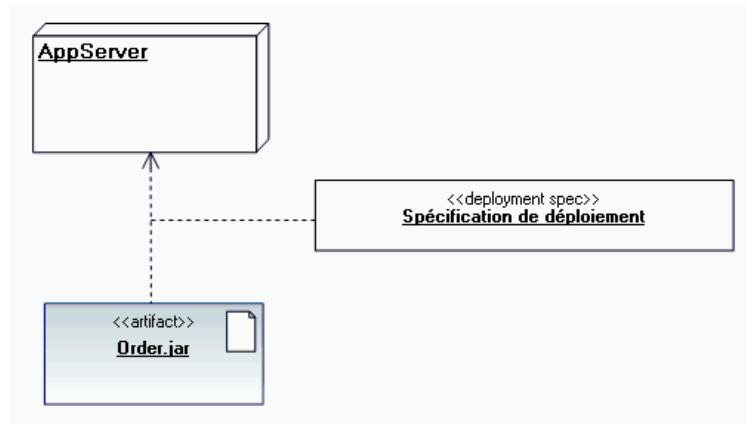 AppServer
<<deployment spec>>
Spécification de déploiement
<<artifact>>
Order.jar